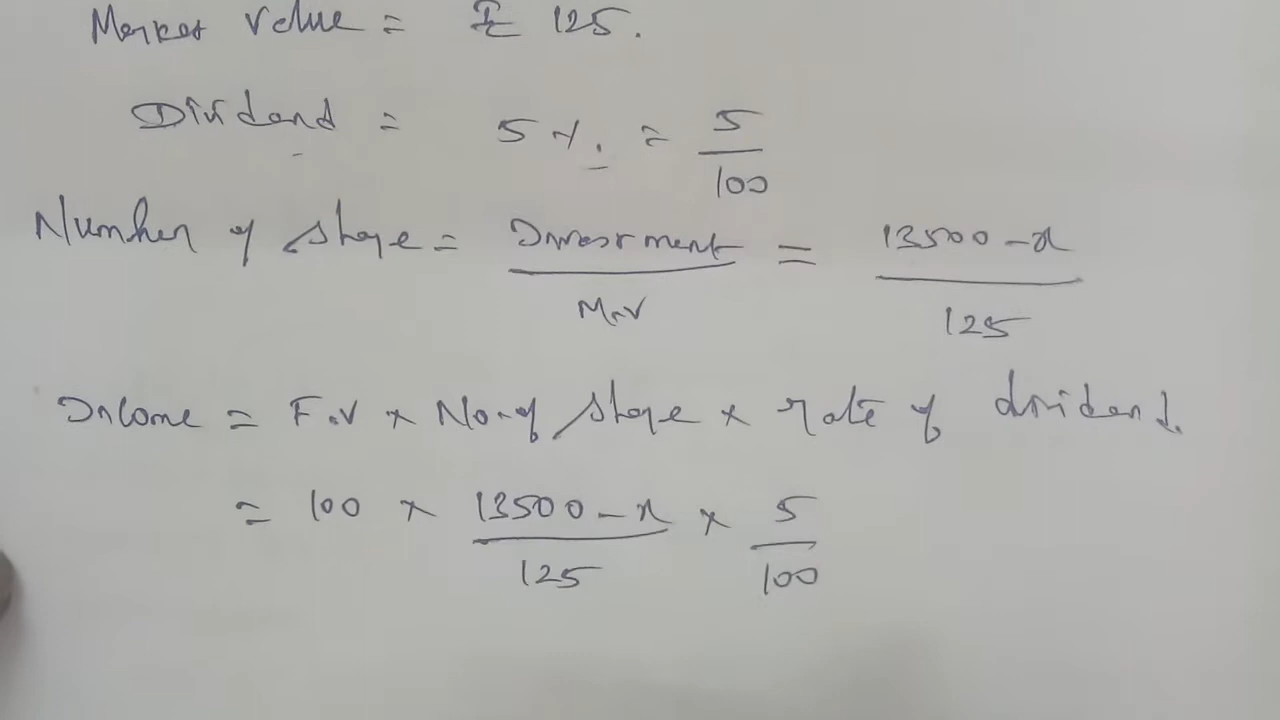 Market value = ₹ 125.
Dividend = 5 %. = 5/100
Number of share = Investment/M.V = 13500 - x/125
Income = F.V × No. of share × rate of dividend.
= 100 × 13500 - x/125 × 5/100